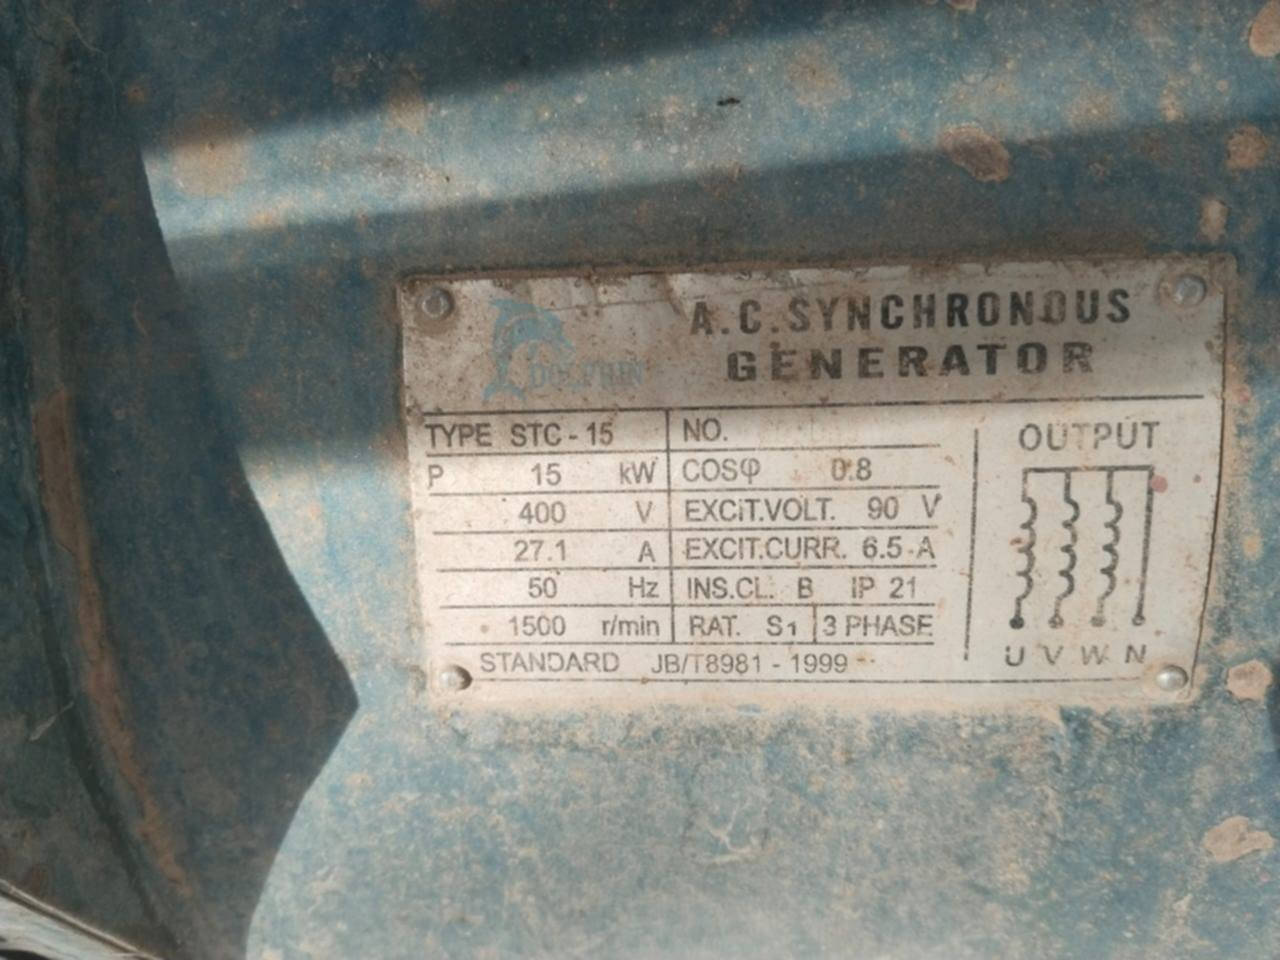 DOLPHIN
A.C.SYNCHRONOUS
GENERATOR
TYPE STC - 15 NO.
P 15 kW COSφ 0.8
400 V EXCIT.VOLT. 90 V
27.1 A EXCIT.CURR. 6.5 A
50 Hz INS.CL. B IP 21
1500 r/min RAT. S1 3 PHASE
STANDARD JB/T8981 - 1999
OUTPUT
U V W N